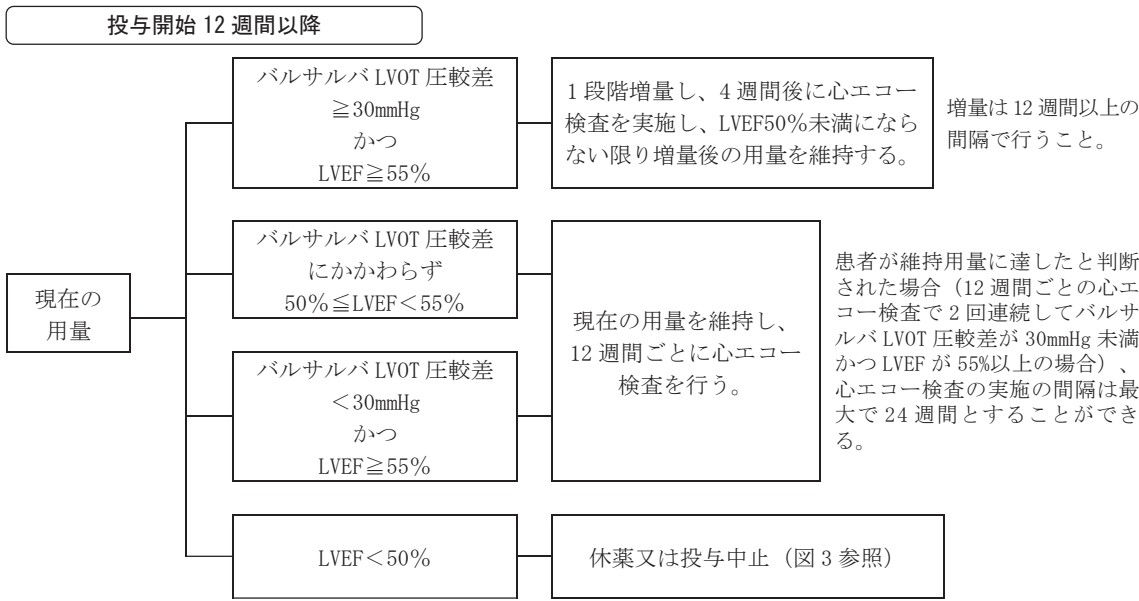 投与開始 12 週間以降
バルサルバ LVOT 圧較差
≧30mmHg
かつ
LVEF≧55％
1 段階増量し、4 週間後に心エコー
検査を実施し、LVEF50％未満になら
ない限り増量後の用量を維持する。
増量は 12 週間以上の
間隔で行うこと。
現在の
用量
バルサルバ LVOT 圧較差
にかかわらず
50％≦LVEF＜55％
バルサルバ LVOT 圧較差
＜30mmHg
かつ
LVEF≧55％
現在の用量を維持し、
12 週間ごとに心エコー
検査を行う。
患者が維持用量に達したと判断
された場合（12 週間ごとの心エ
コー検査で 2 回連続してバルサ
ルバ LVOT 圧較差が 30mmHg 未満
かつ LVEF が 55%以上の場合）、
心エコー検査の実施の間隔は最
大で 24 週間とすることができ
る。
LVEF＜50％
休薬又は投与中止（図 3 参照）